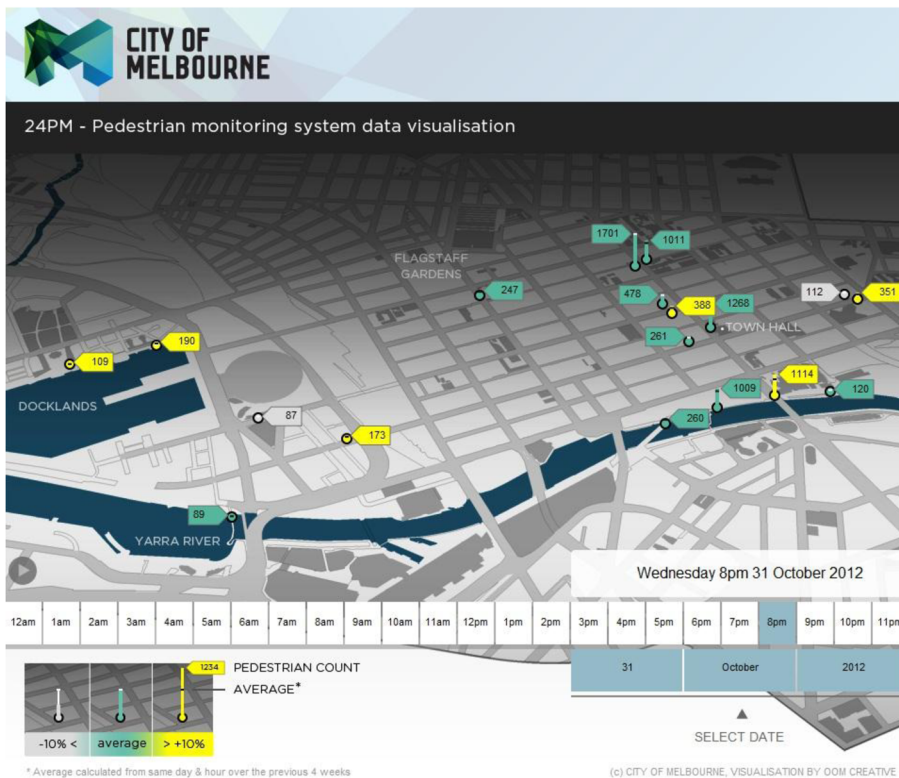 CITY OF
MELBOURNE
24PM - Pedestrian monitoring system data visualisation
1701
1011
FLAGSTAFF
GARDENS
247
478
388
1268
112
351
TOWN HALL
261
190
109
1114
1009
120
DOCKLANDS
87
260
173
89
YARRA RIVER
Wednesday 8pm 31 October 2012
12am 1am 2am 3am 4am 5am 6am 7am 8am 9am 10am 11am 12pm 1pm 2pm 3pm 4pm 5pm 6pm 7pm 8pm 9pm 10pm 11pm
31 October 2012
1234 PEDESTRIAN COUNT
AVERAGE*
-10% < average > +10%
SELECT DATE
* Average calculated from same day & hour over the previous 4 weeks
(c) CITY OF MELBOURNE, VISUALISATION BY OOM CREATIVE